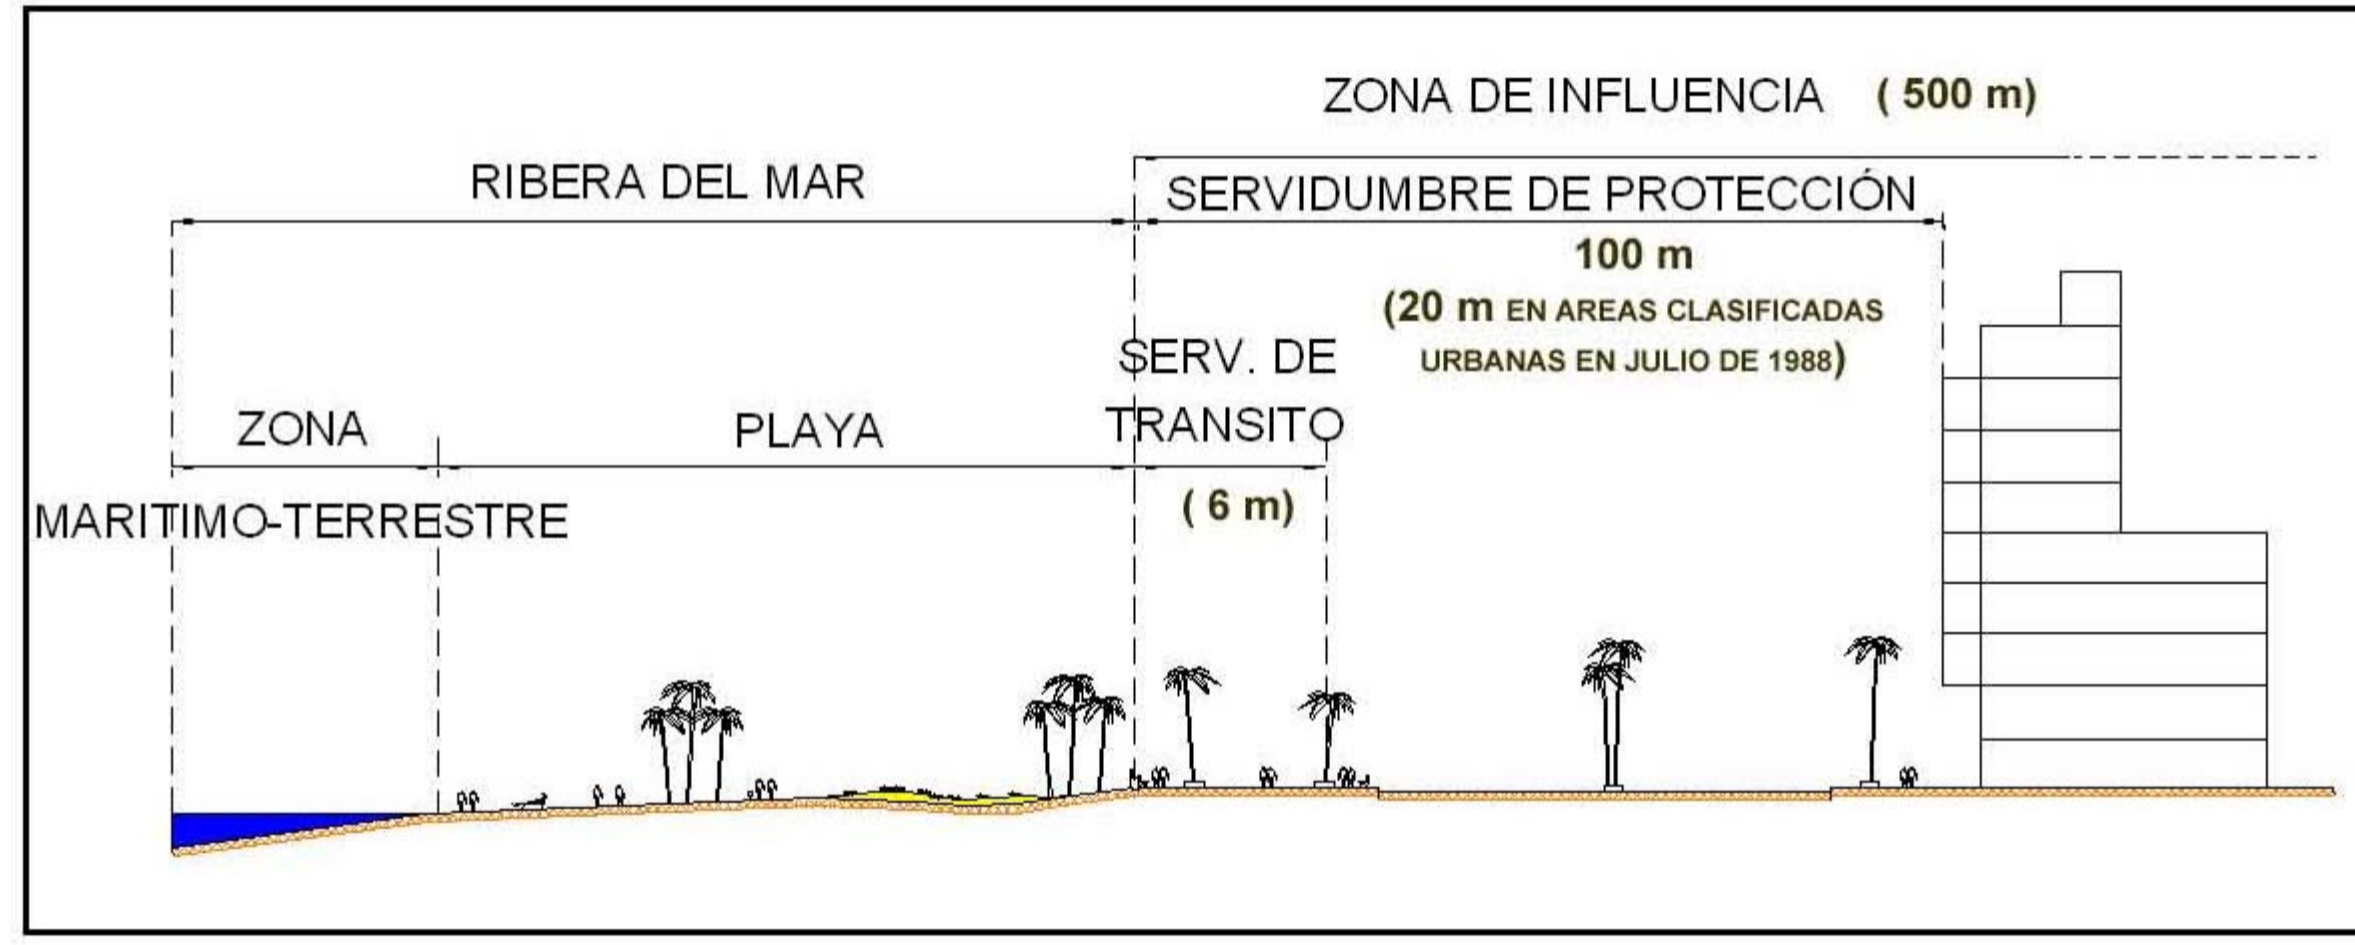 ZONA DE INFLUENCIA ( 500 m)
RIBERA DEL MAR
SERVIDUMBRE DE PROTECCIÓN
100 m
(20 m EN AREAS CLASIFICADAS
URBANAS EN JULIO DE 1988)
SERV. DE
TRANSITO
( 6 m)
ZONA
MARITIMO-TERRESTRE
PLAYA